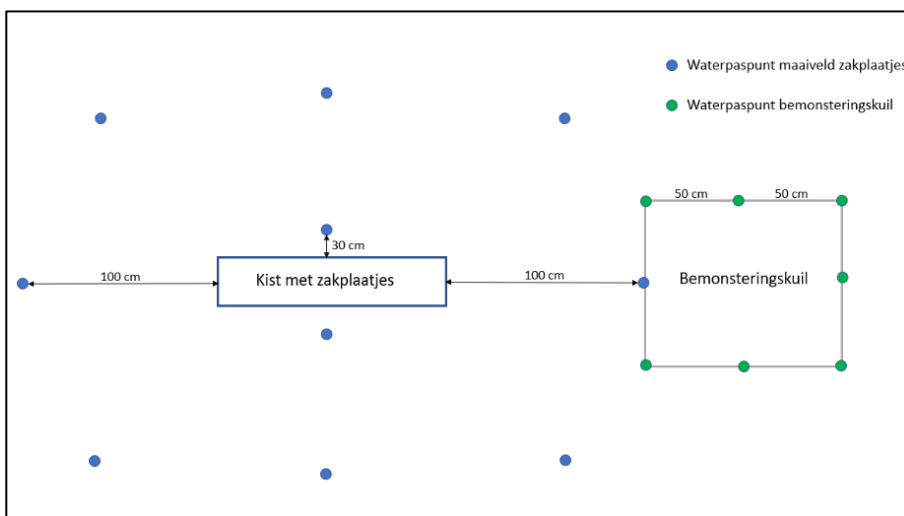 Waterpaspunt maaiveld zakplaatjes
Waterpaspunt bemonsteringskuil
50 cm
50 cm
30 cm
100 cm
Kist met zakplaatjes
100 cm
Bemonsteringskuil